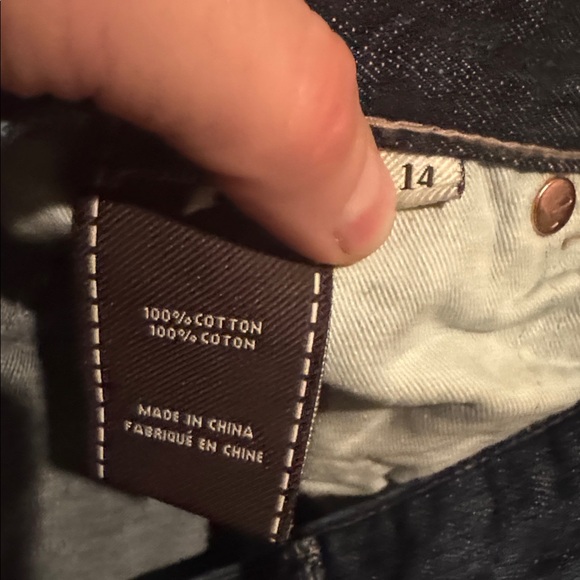 14
100% COTTON
100% COTON
MADE IN CHINA
FABRIQUÉ EN CHINE